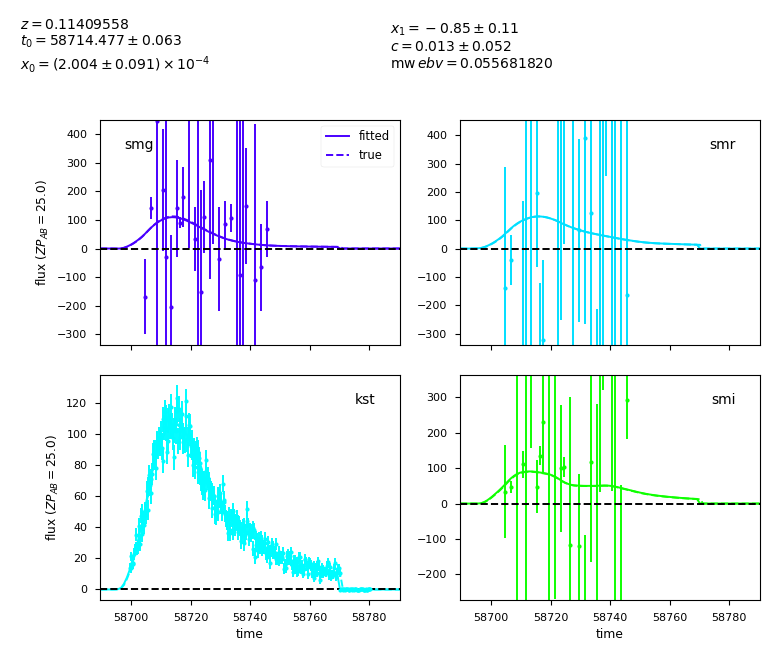 z = 0.11409558
t₀ = 58714.477 ± 0.063
x₀ = (2.004 ± 0.091) × 10⁻⁴
x₁ = −0.85 ± 0.11
c = 0.013 ± 0.052
mw ebv = 0.055681820
flux (ZP_AB = 25.0)
400
300
200
100
0
−100
−200
−300
smg
fitted
true
400
300
200
100
0
−100
−200
−300
smr
flux (ZP_AB = 25.0)
120
100
80
60
40
20
0
kst
58700 58720 58740 58760 58780
time
300
200
100
0
−100
−200
smi
58700 58720 58740 58760 58780
time